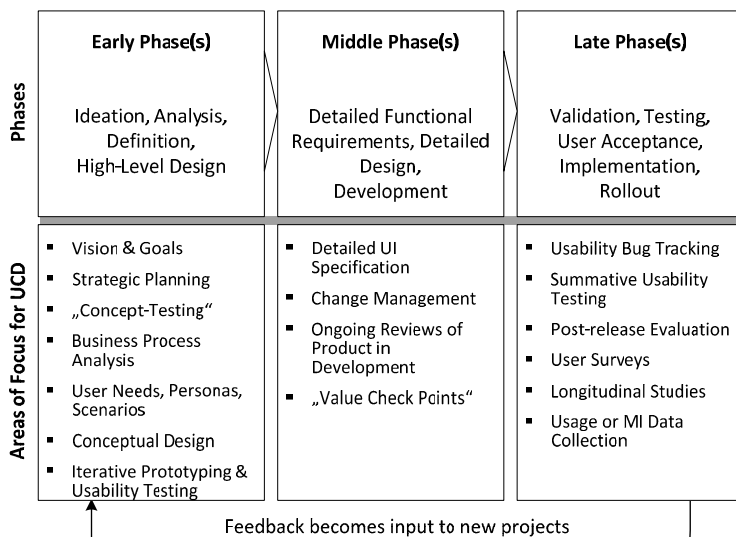 Phases
Early Phase(s)
Ideation, Analysis,
Definition,
High-Level Design
Middle Phase(s)
Detailed Functional
Requirements, Detailed
Design,
Development
Late Phase(s)
Validation, Testing,
User Acceptance,
Implementation,
Rollout
Areas of Focus for UCD
▪ Vision & Goals
▪ Strategic Planning
▪ „Concept-Testing“
▪ Business Process
Analysis
▪ User Needs, Personas,
Scenarios
▪ Conceptual Design
▪ Iterative Prototyping &
Usability Testing
▪ Detailed UI
Specification
▪ Change Management
▪ Ongoing Reviews of
Product in
Development
▪ „Value Check Points“
▪ Usability Bug Tracking
▪ Summative Usability
Testing
▪ Post-release Evaluation
▪ User Surveys
▪ Longitudinal Studies
▪ Usage or MI Data
Collection
Feedback becomes input to new projects